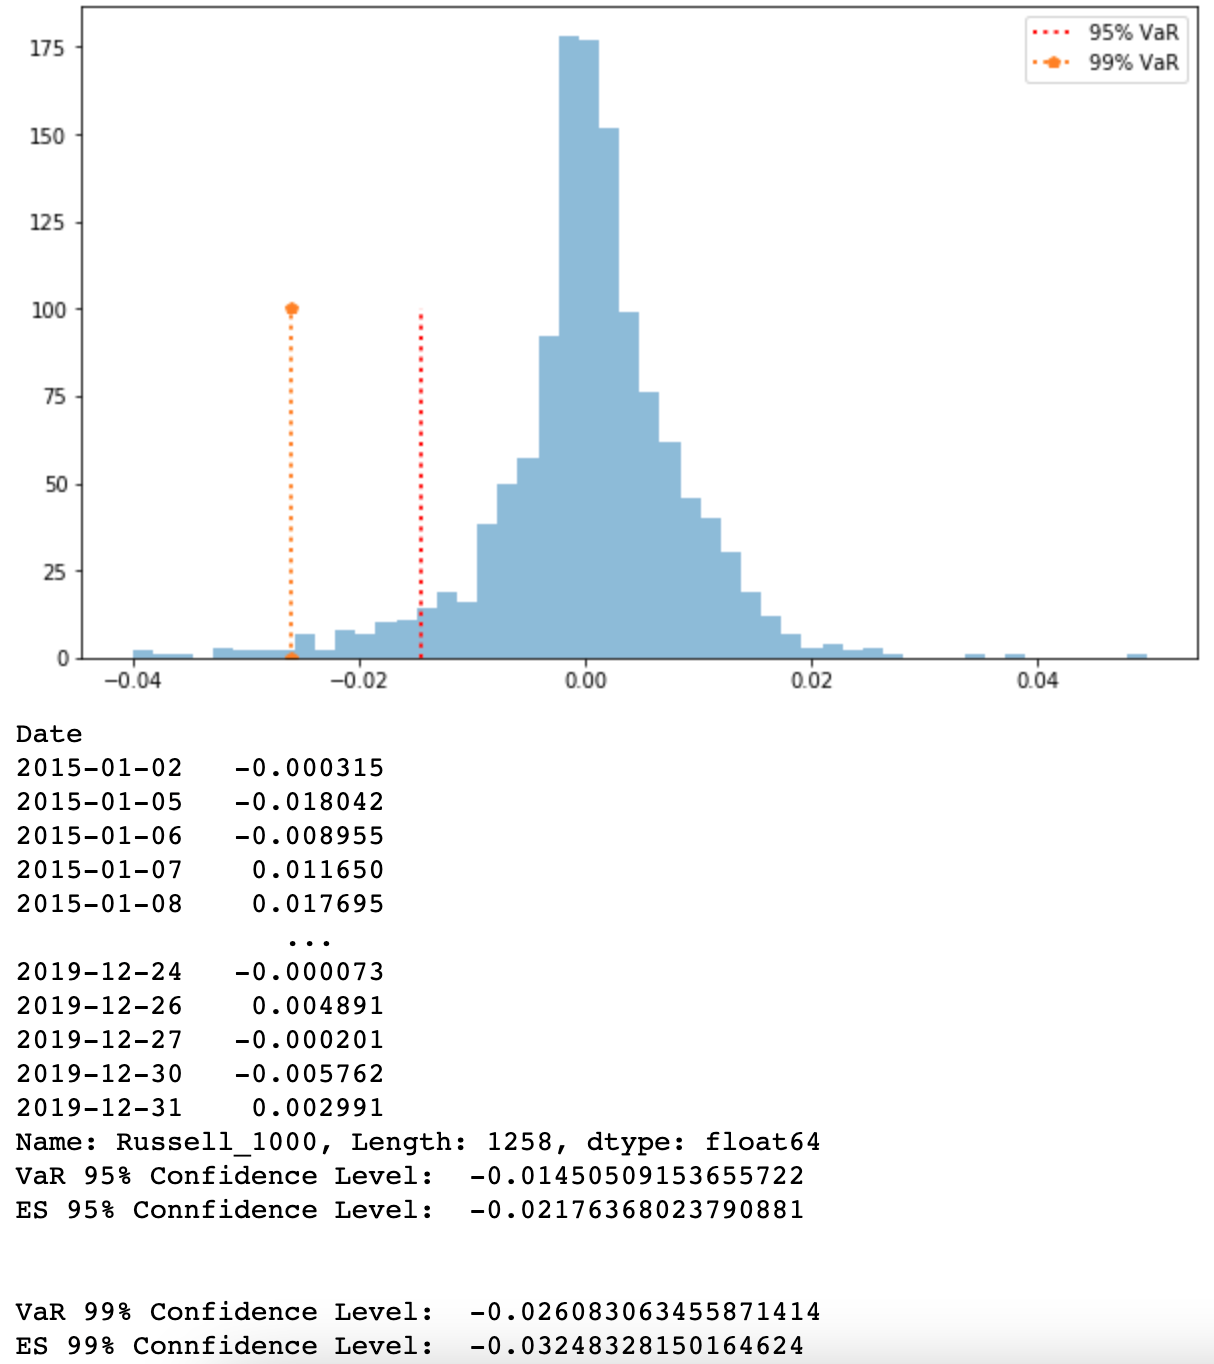 175
150
125
100
75
50
25
0
95% VaR
99% VaR
−0.04 −0.02 0.00 0.02 0.04
Date
2015-01-02 -0.000315
2015-01-05 -0.018042
2015-01-06 -0.008955
2015-01-07 0.011650
2015-01-08 0.017695
...
2019-12-24 -0.000073
2019-12-26 0.004891
2019-12-27 -0.000201
2019-12-30 -0.005762
2019-12-31 0.002991
Name: Russell_1000, Length: 1258, dtype: float64
VaR 95% Confidence Level: -0.01450509153655722
ES 95% Connfidence Level: -0.02176368023790881
VaR 99% Confidence Level: -0.026083063455871414
ES 99% Connfidence Level: -0.03248328150164624